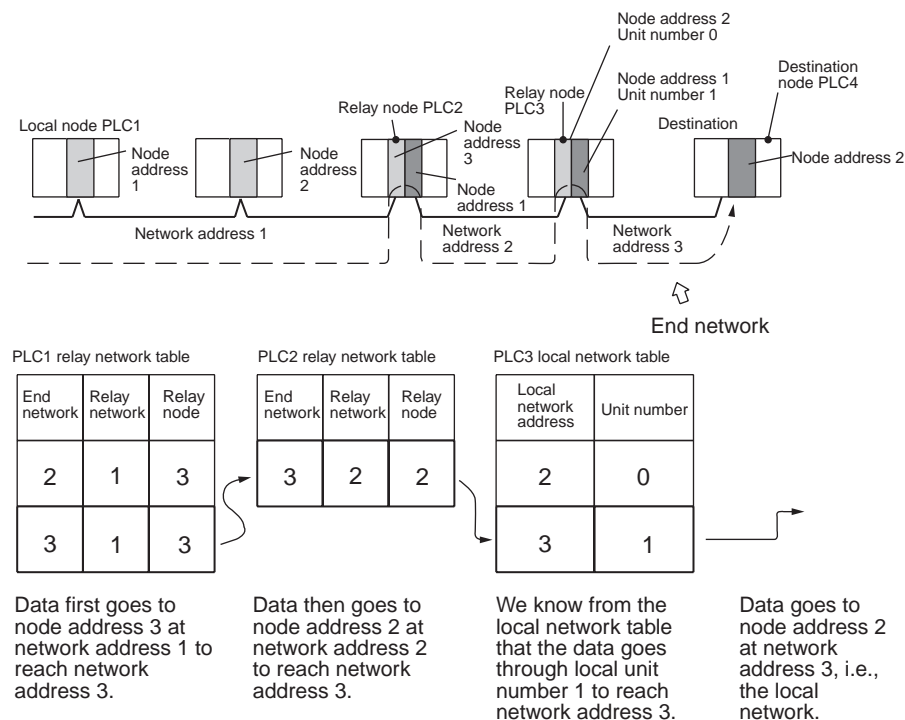 Node address 2
Unit number 0
Node address 1
Unit number 1
Destination
node PLC4
Relay node
PLC3
Relay node PLC2
Local node PLC1
Destination
Node
address
1
Node
address
2
Node
address
3
Node
address 1
Node address 2
Network address 1
Network
address 2
Network
address 3
End network
PLC1 relay network table
End
network
Relay
network
Relay
node
2 1 3
3 1 3
PLC2 relay network table
End
network
Relay
network
Relay
node
3 2 2
PLC3 local network table
Local
network
address
Unit number
2 0
3 1
Data first goes to
node address 3 at
network address 1 to
reach network
address 3.
Data then goes to
node address 2 at
network address 2
to reach network
address 3.
We know from the
local network table
that the data goes
through local unit
number 1 to reach
network address 3.
Data goes to
node address 2
at network
address 3, i.e.,
the local
network.